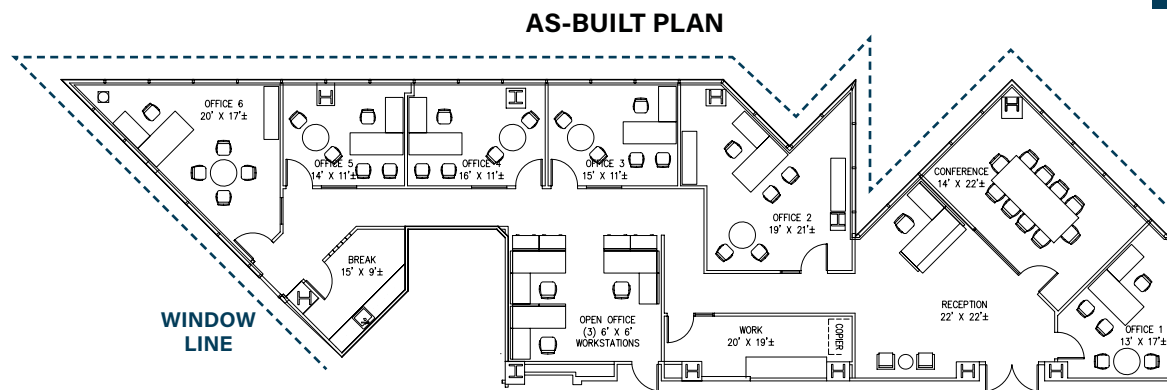 AS-BUILT PLAN
OFFICE 6
20' X 17'±
OFFICE 5
14' X 11'±
OFFICE 4
16' X 11'±
OFFICE 3
15' X 11'±
OFFICE 2
19' X 21'±
CONFERENCE
14' X 22'±
BREAK
15' X 9'±
WINDOW
LINE
OPEN OFFICE
(3) 6' X 6'
WORKSTATIONS
WORK
20' X 19'±
COPIER
RECEPTION
22' X 22'±
OFFICE 1
13' X 17'±